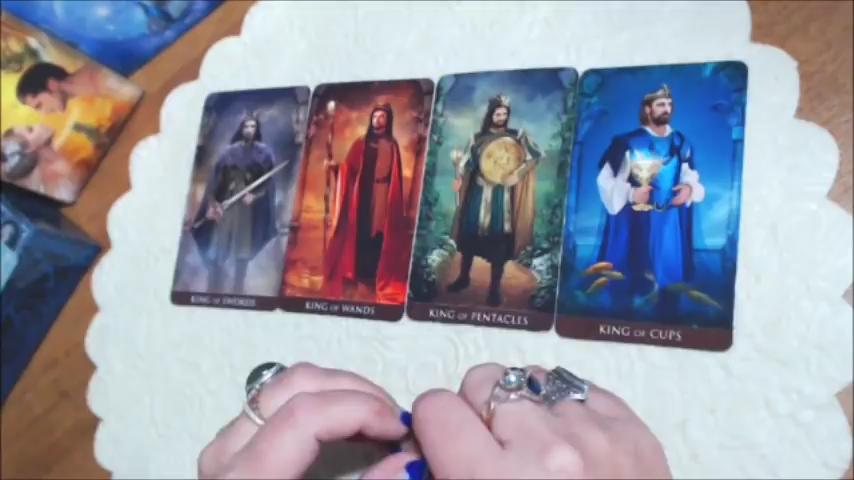 KING OF SWORDS
KING OF WANDS
KING OF PENTACLES
KING OF CUPS